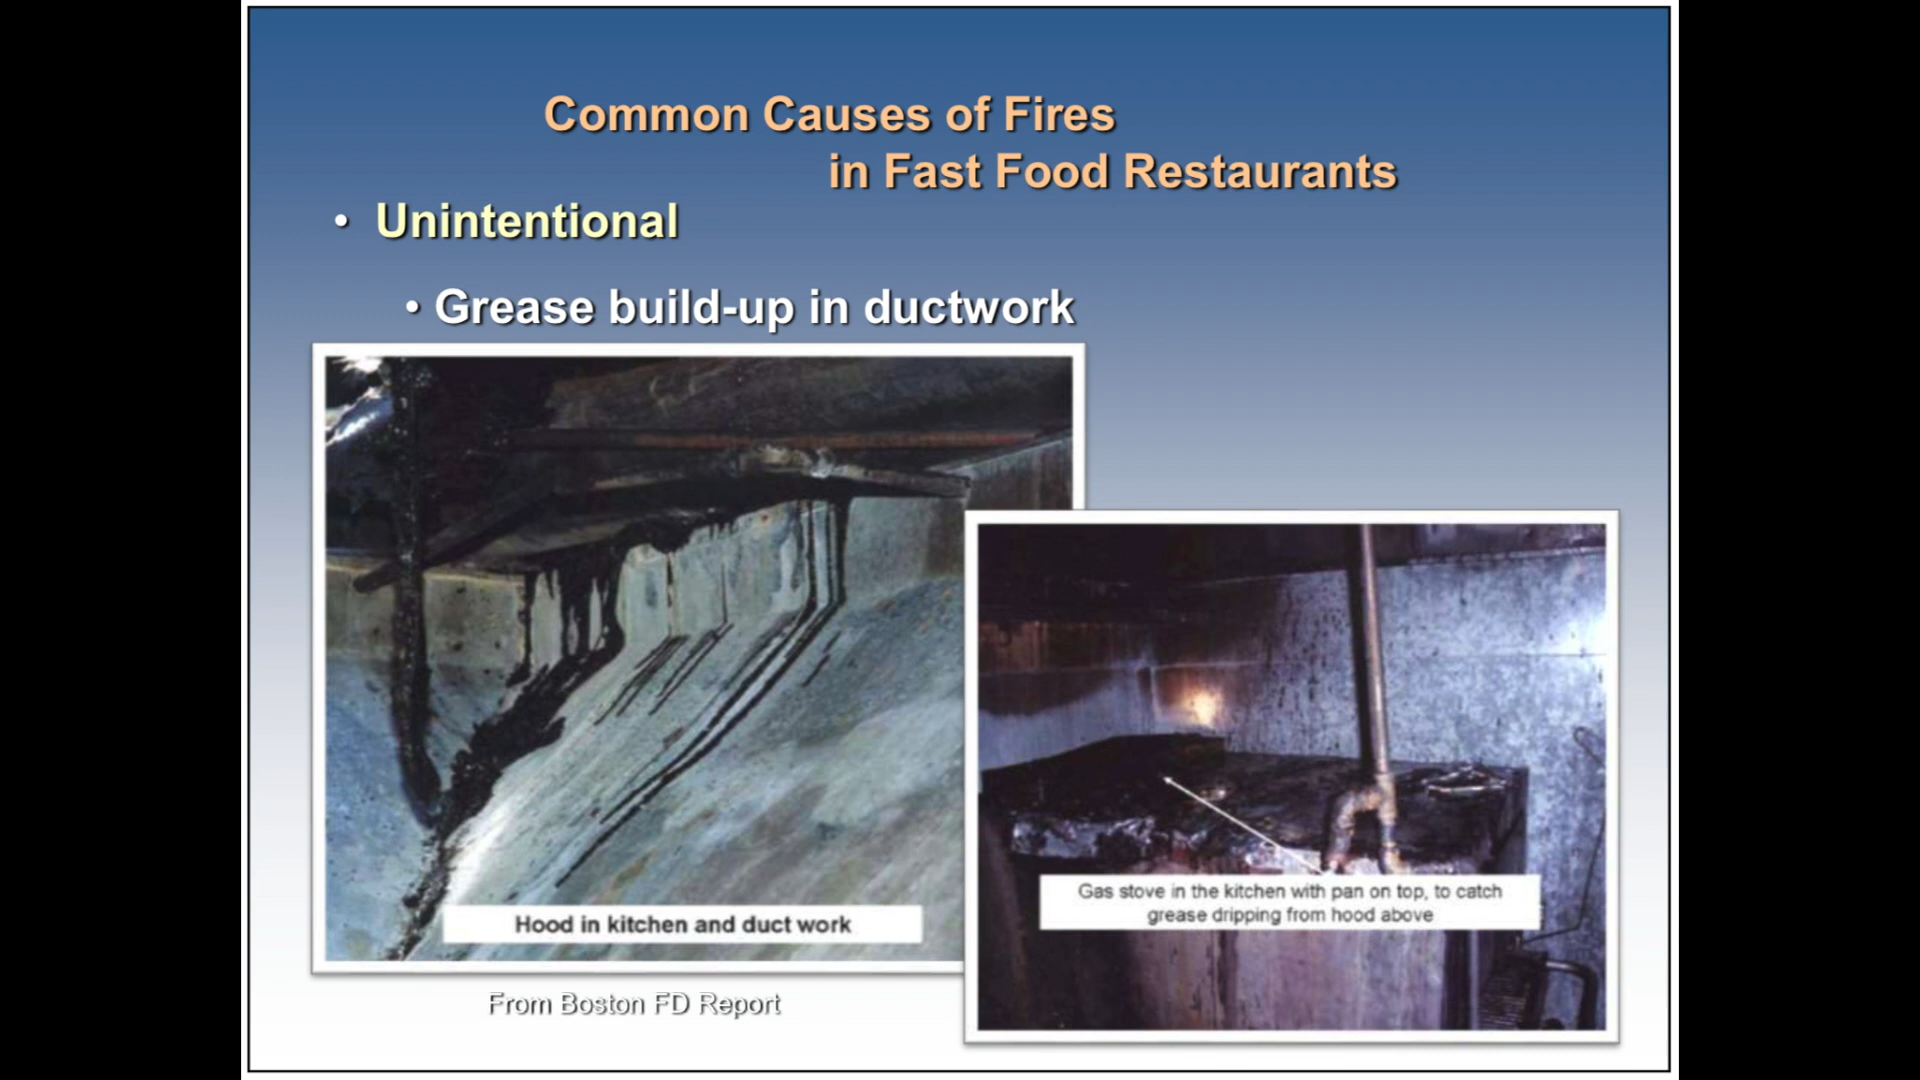 Common Causes of Fires
in Fast Food Restaurants
• Unintentional
• Grease build-up in ductwork
Hood in kitchen and duct work
Gas stove in the kitchen with pan on top, to catch
grease dripping from hood above
From Boston FD Report